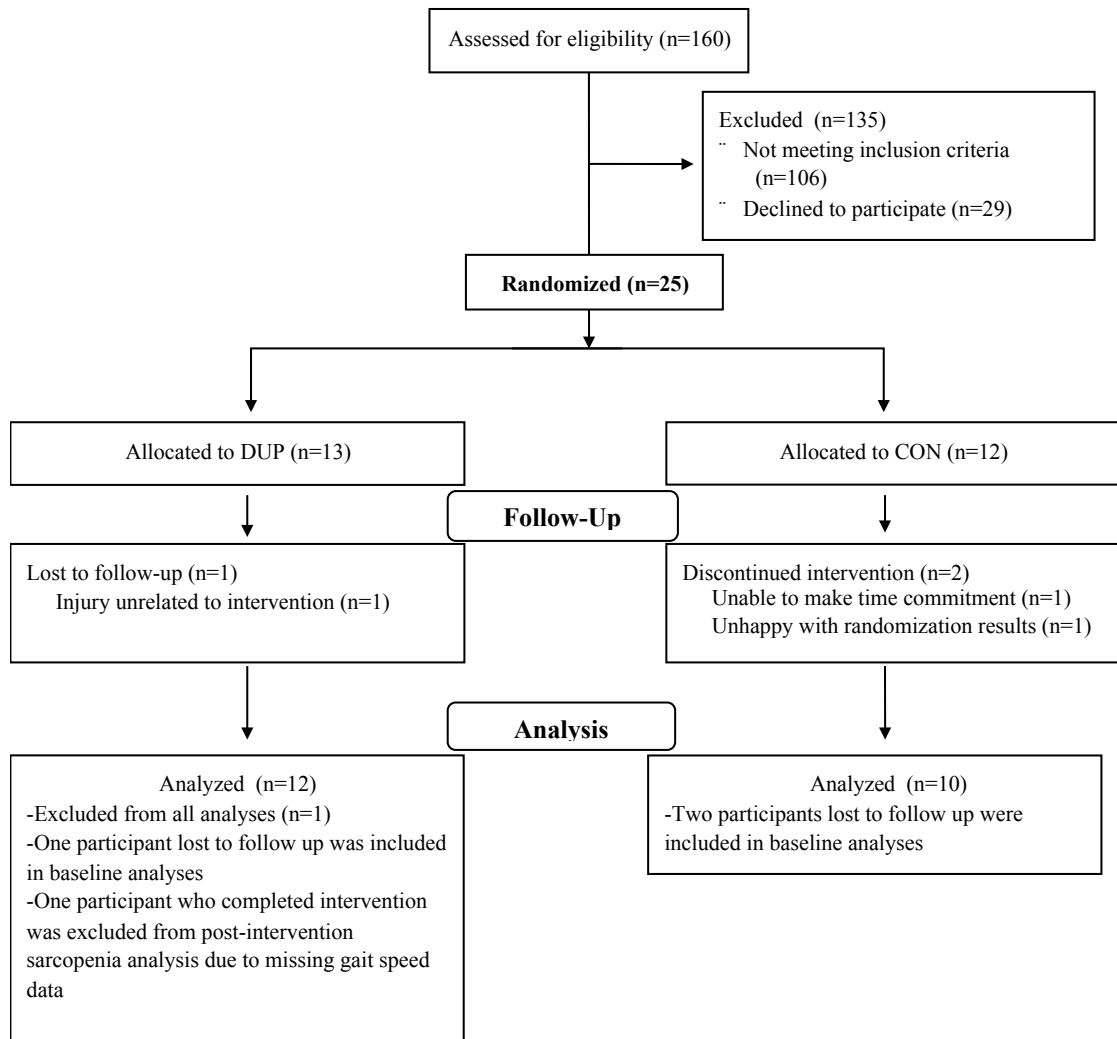 Assessed for eligibility (n=160)
Excluded (n=135)
¨ Not meeting inclusion criteria
(n=106)
¨ Declined to participate (n=29)
Randomized (n=25)
Allocated to DUP (n=13)
Allocated to CON (n=12)
Follow-Up
Lost to follow-up (n=1)
Injury unrelated to intervention (n=1)
Discontinued intervention (n=2)
Unable to make time commitment (n=1)
Unhappy with randomization results (n=1)
Analysis
Analyzed (n=12)
-Excluded from all analyses (n=1)
-One participant lost to follow up was included
in baseline analyses
-One participant who completed intervention
was excluded from post-intervention
sarcopenia analysis due to missing gait speed
data
Analyzed (n=10)
-Two participants lost to follow up were
included in baseline analyses